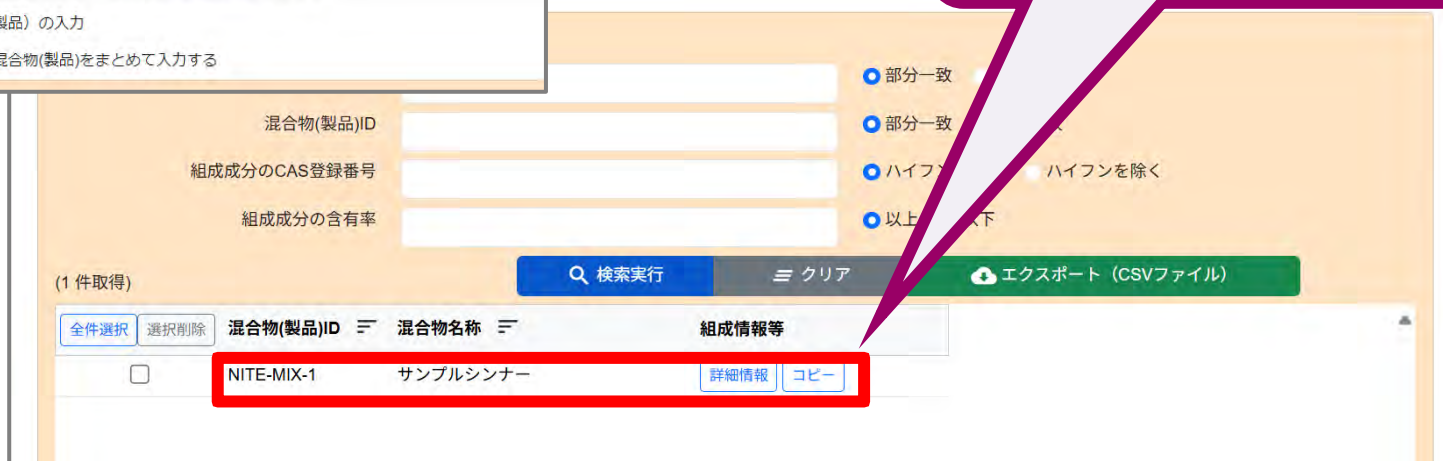 製品）の入力
混合物(製品)をまとめて入力する
部分一致
混合物(製品)ID
部分一致
組成成分のCAS登録番号
ハイフン
ハイフンを除く
組成成分の含有率
以上
以下
(1 件取得)
検索実行
クリア
エクスポート（CSVファイル）
全件選択 選択削除 混合物(製品)ID 混合物名称 組成情報等
NITE-MIX-1 サンプルシンナー 詳細情報 コピー